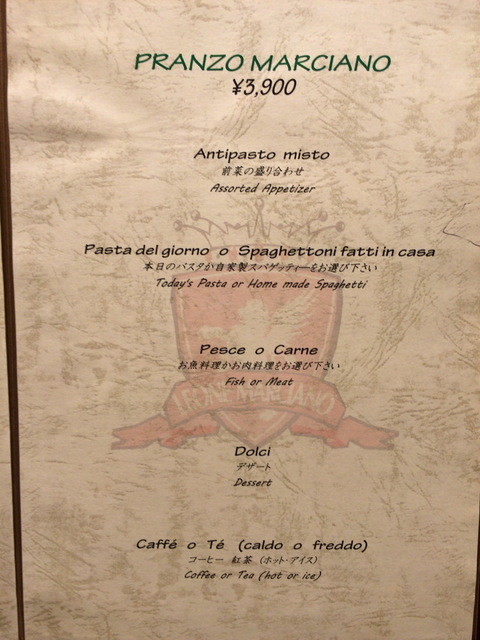 PRANZO MARCIANO
¥3,900
Antipasto misto
前菜の盛り合わせ
Assorted Appetizer
Pasta del giorno o Spaghettoni fatti in casa
本日のパスタか自家製スパゲッティーをお選び下さい
Today's Pasta or Home made Spaghetti
Pesce o Carne
お魚料理かお肉料理をお選び下さい
Fish or Meat
LEONE MARCIANO
Dolci
デザート
Dessert
Caffé o Té (caldo o freddo)
コーヒー 紅茶 (ホット・アイス)
Coffee or Tea (hot or ice)